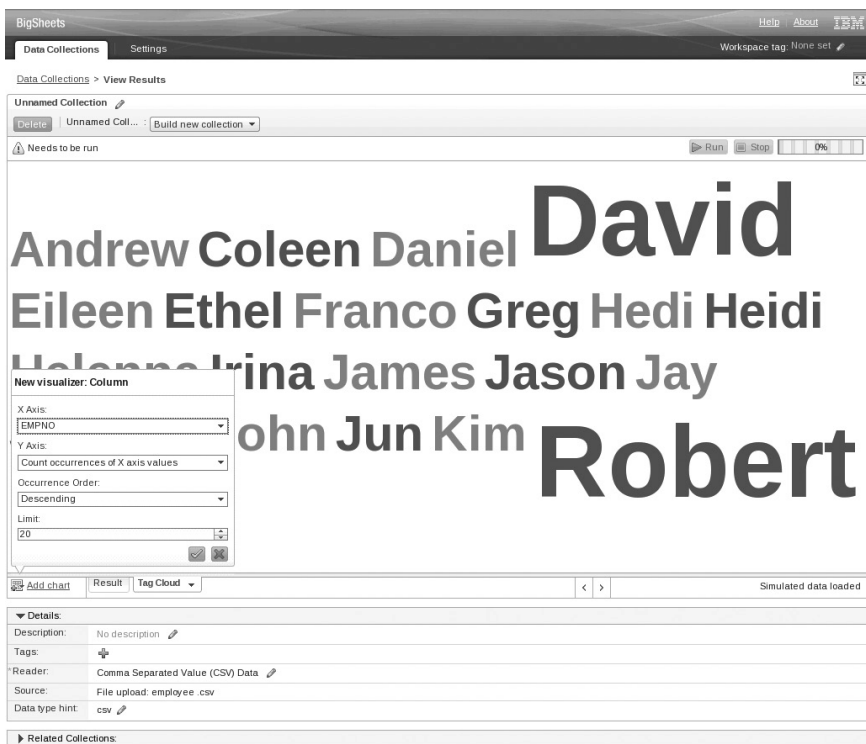 BigSheets Help About IBM
Data Collections Settings Workspace tag: None set
Data Collections > View Results
Unnamed Collection
Delete Unnamed Coll... : Build new collection
Needs to be run Run Stop 0%
Andrew Coleen Daniel David
Eileen Ethel Franco Greg Hedi Heidi
Irina James Jason Jay
ohn Jun Kim Robert
New visualizer: Column
X Axis:
EMPNO
Y Axis:
Count occurrences of X axis values
Occurrence Order:
Descending
Limit:
20
Add chart Result Tag Cloud < > Simulated data loaded
Details:
Description: No description
Tags:
*Reader: Comma Separated Value (CSV) Data
Source: File upload: employee .csv
Data type hint: csv
Related Collections: